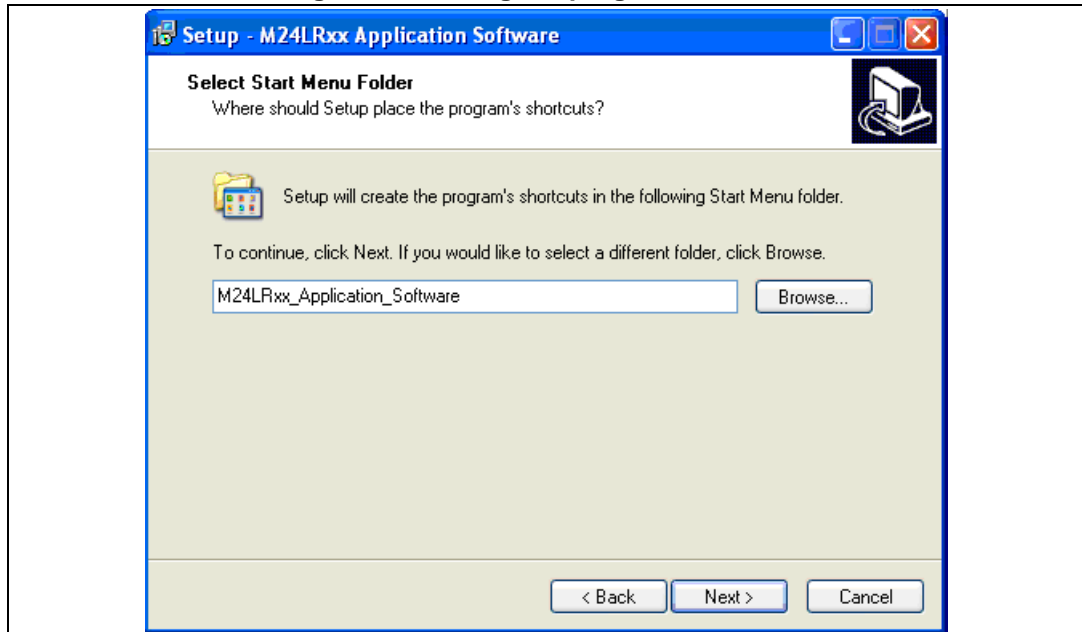 Setup - M24LRxx Application Software
Select Start Menu Folder
Where should Setup place the program's shortcuts?
Setup will create the program's shortcuts in the following Start Menu folder.
To continue, click Next. If you would like to select a different folder, click Browse.
M24LRxx_Application_Software
Browse...
< Back
Next >
Cancel